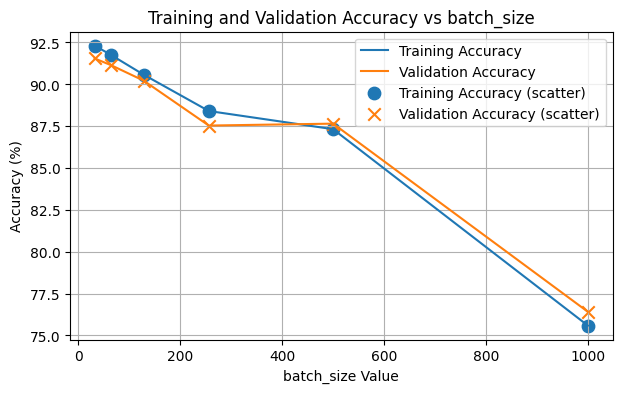 Training and Validation Accuracy vs batch_size
Accuracy (%)
92.5
90.0
87.5
85.0
82.5
80.0
77.5
75.0
Training Accuracy
Validation Accuracy
Training Accuracy (scatter)
Validation Accuracy (scatter)
0 200 400 600 800 1000
batch_size Value